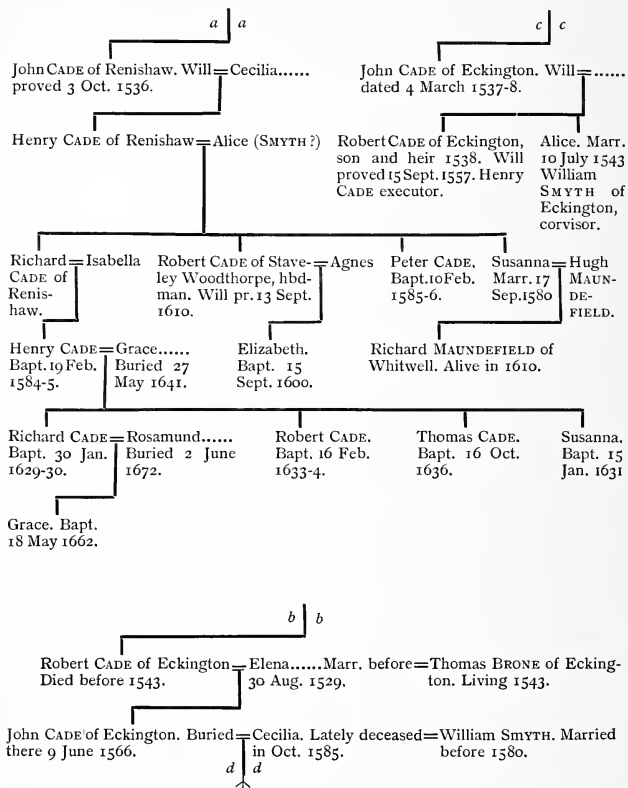 a a
c c
John CADE of Renishaw. Will = Cecilia......
proved 3 Oct. 1536.
John CADE of Eckington. Will = ......
dated 4 March 1537-8.
Henry CADE of Renishaw = Alice (SMYTH ?)
Robert CADE of Eckington,
son and heir 1538. Will
proved 15 Sept. 1557. Henry
CADE executor.
Alice. Marr.
10 July 1543
William
SMYTH of
Eckington,
corvisor.
Richard = Isabella
CADE of
Renis-
haw.
Robert CADE of Stave- = Agnes
ley Woodthorpe, hbd-
man. Will pr. 13 Sept.
1610.
Peter CADE.
Bapt. 10 Feb.
1585-6.
Susanna = Hugh
Marr. 17 MAUN-
Sep. 1580 DE-
FIELD.
Henry CADE = Grace......
Bapt. 19 Feb. Buried 27
1584-5. May 1641.
Elizabeth.
Bapt. 15
Sept. 1600.
Richard MAUNDEFIELD of
Whitwell. Alive in 1610.
Richard CADE = Rosamund......
Bapt. 30 Jan. Buried 2 June
1629-30. 1672.
Robert CADE.
Bapt. 16 Feb.
1633-4.
Thomas CADE.
Bapt. 16 Oct.
1636.
Susanna.
Bapt. 15
Jan. 1631
Grace. Bapt.
18 May 1662.
b b
Robert CADE of Eckington = Elena......Marr. before = Thomas BRONE of Ecking-
Died before 1543. 30 Aug. 1529. ton. Living 1543.
John CADE of Eckington. Buried = Cecilia. Lately deceased = William SMYTH. Married
there 9 June 1566. in Oct. 1585. before 1580.
d d